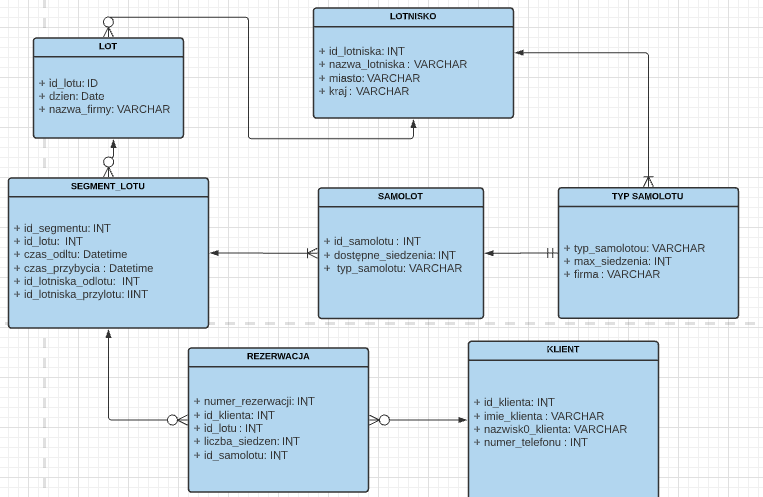 LOT
+ id_lotu: ID
+ dzien: Date
+ nazwa_firmy: VARCHAR
LOTNISKO
+ id_lotniska: INT
+ nazwa_lotniska : VARCHAR
+ miasto: VARCHAR
+ kraj : VARCHAR
SEGMENT_LOTU
+ id_segmentu: INT
+ id_lotu: INT
+ czas_odltu: Datetime
+ czas_przybycia : Datetime
+ id_lotniska_odlotu: INT
+ id_lotniska_przylotu: IINT
SAMOLOT
+ id_samolotu : INT
+ dostępne_siedzenia: INT
+ typ_samolotu: VARCHAR
TYP SAMOLOTU
+ typ_samolotou: VARCHAR
+ max_siedzenia: INT
+ firma : VARCHAR
REZERWACJA
+ numer_rezerwacji: INT
+ id_klienta: INT
+ id_lotu : INT
+ liczba_siedzen: INT
+ id_samolotu: INT
KLIENT
+ id_klienta: INT
+ imie_klienta : VARCHAR
+ nazwisk0_klienta: VARCHAR
+ numer_telefonu : INT